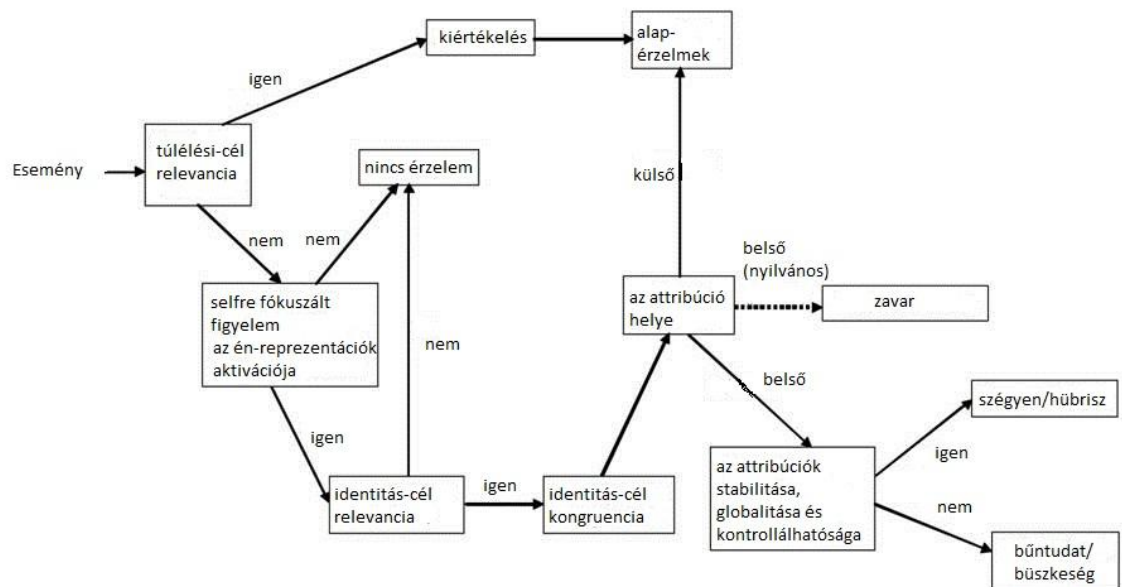 kiértékelés
alap-
érzelmek
igen
túlélési-cél
relevancia
Esemény
nincs érzelem
külső
nem
nem
belső
(nyilvános)
selfre fókuszált
figyelem
az én-reprezentációk
aktivációja
az attribúció
helye
zavar
nem
belső
szégyen/hübrisz
igen
igen
az attribúciók
stabilitása,
globalitása és
kontrollálhatósága
identitás-cél
relevancia
igen
identitás-cél
kongruencia
nem
bűntudat/
büszkeség